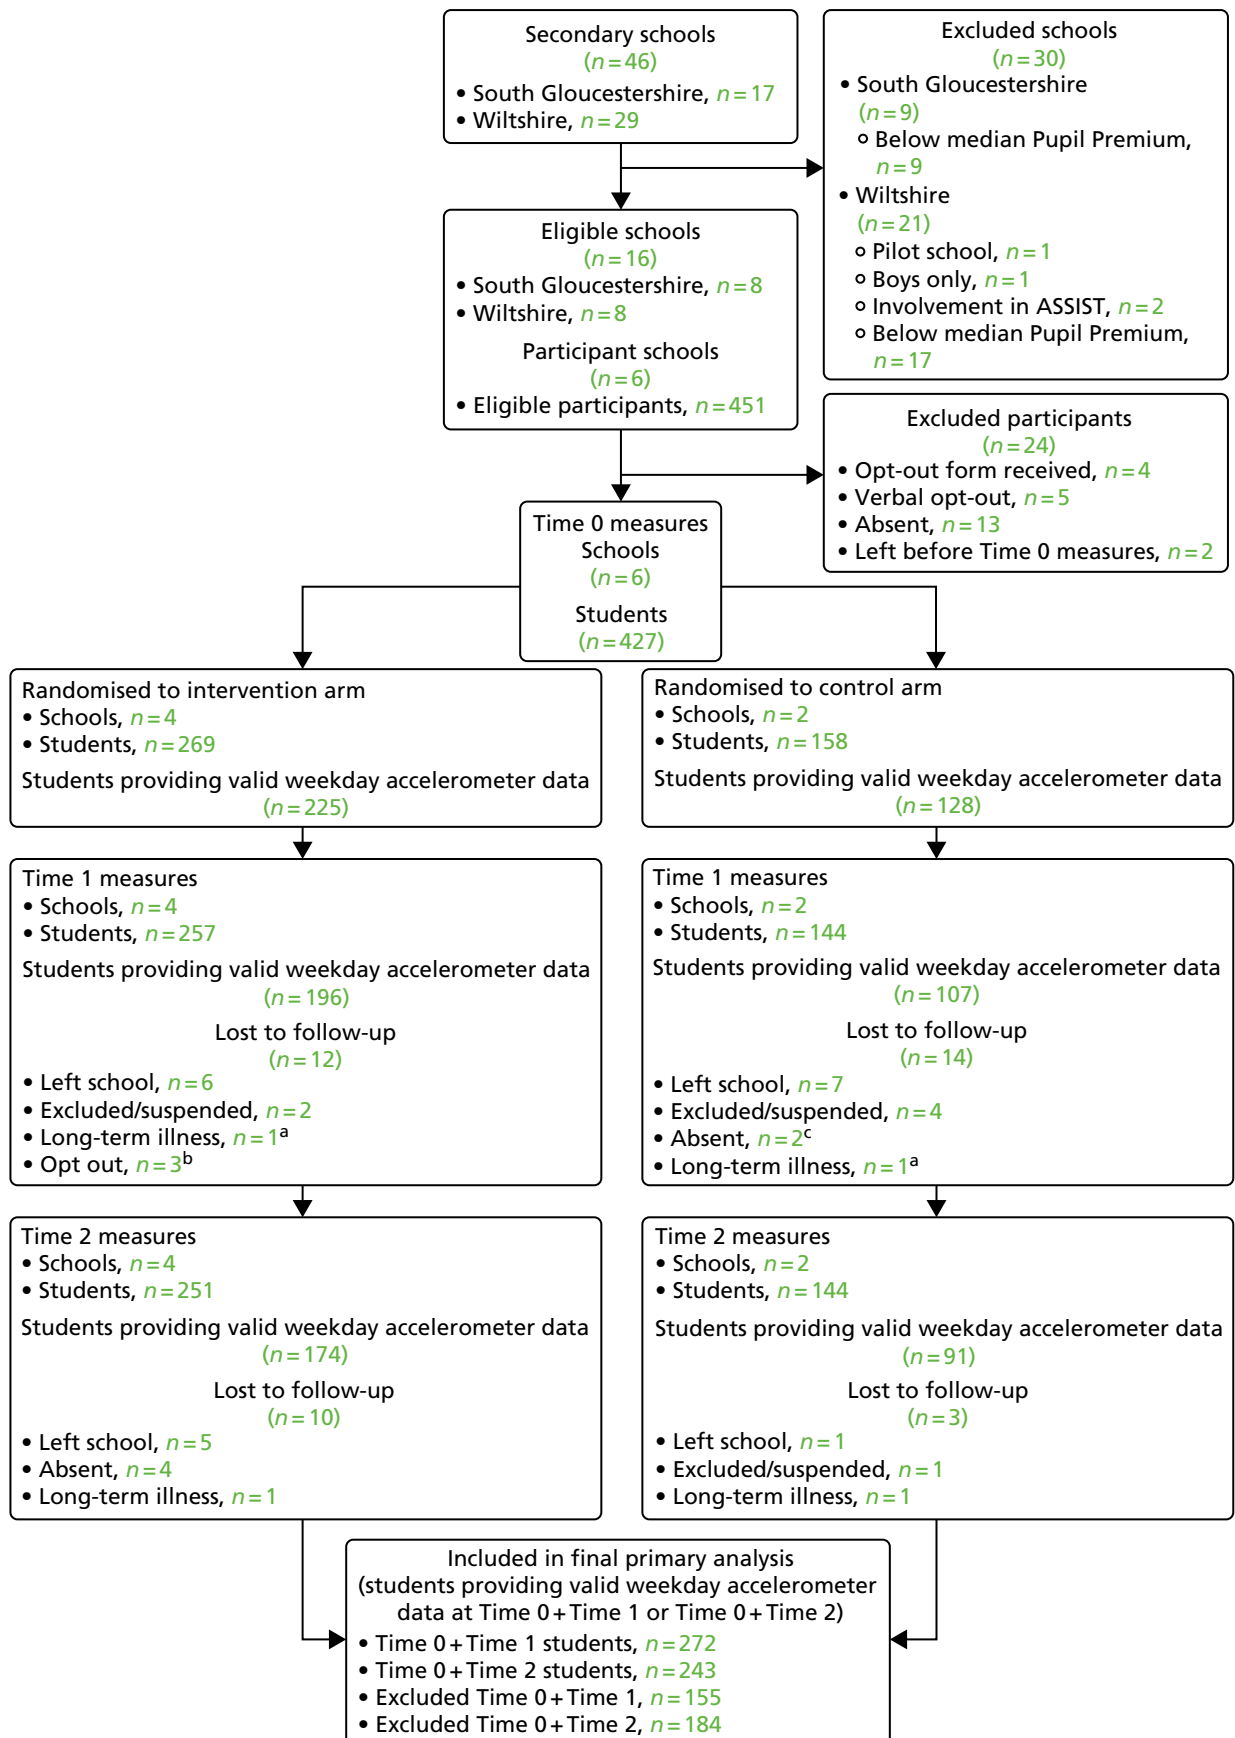 Secondary schools
(n=46)
• South Gloucestershire, n=17
• Wiltshire, n=29
Excluded schools
(n=30)
• South Gloucestershire
(n=9)
Below median Pupil Premium,
n=9
• Wiltshire
(n=21)
Pilot school, n=1
Boys only, n=1
Involvement in ASSIST, n=2
Below median Pupil Premium,
n=17
Eligible schools
(n=16)
• South Gloucestershire, n=8
• Wiltshire, n=8
Participant schools
(n=6)
• Eligible participants, n=451
Excluded participants
(n=24)
• Opt-out form received, n=4
• Verbal opt-out, n=5
• Absent, n=13
• Left before Time 0 measures, n=2
Time 0 measures
Schools
(n=6)
Students
(n=427)
Randomised to intervention arm
• Schools, n=4
• Students, n=269
Students providing valid weekday accelerometer data
(n=225)
Randomised to control arm
• Schools, n=2
• Students, n=158
Students providing valid weekday accelerometer data
(n=128)
Time 1 measures
• Schools, n=4
• Students, n=257
Students providing valid weekday accelerometer data
(n=196)
Lost to follow-up
(n=12)
• Left school, n=6
• Excluded/suspended, n=2
• Long-term illness, n=1a
• Opt out, n=3b
Time 1 measures
• Schools, n=2
• Students, n=144
Students providing valid weekday accelerometer data
(n=107)
Lost to follow-up
(n=14)
• Left school, n=7
• Excluded/suspended, n=4
• Absent, n=2c
• Long-term illness, n=1a
Time 2 measures
• Schools, n=4
• Students, n=251
Students providing valid weekday accelerometer data
(n=174)
Lost to follow-up
(n=10)
• Left school, n=5
• Absent, n=4
• Long-term illness, n=1
Time 2 measures
• Schools, n=2
• Students, n=144
Students providing valid weekday accelerometer data
(n=91)
Lost to follow-up
(n=3)
• Left school, n=1
• Excluded/suspended, n=1
• Long-term illness, n=1
Included in final primary analysis
(students providing valid weekday accelerometer
data at Time 0+Time 1 or Time 0+Time 2)
• Time 0+Time 1 students, n=272
• Time 0+Time 2 students, n=243
• Excluded Time 0+Time 1, n=155
• Excluded Time 0+Time 2, n=184